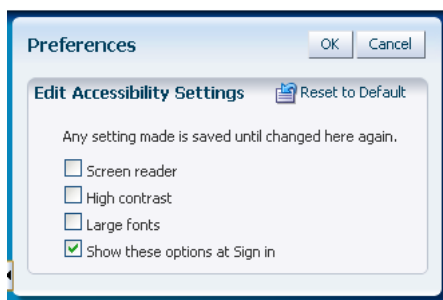 Preferences
OK
Cancel
Edit Accessibility Settings
Reset to Default
Any setting made is saved until changed here again.
Screen reader
High contrast
Large fonts
Show these options at Sign in